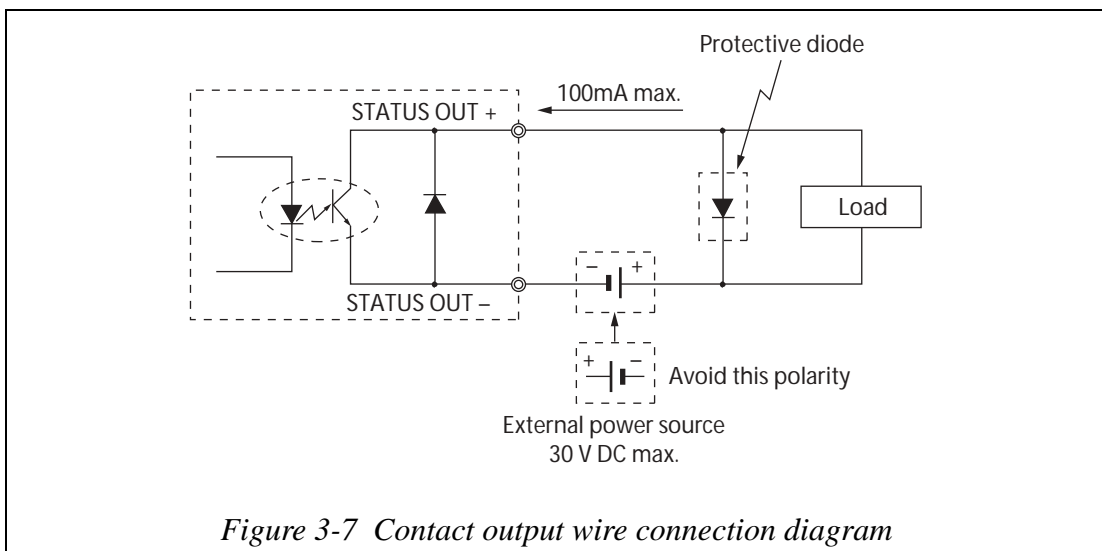 Protective diode
100mA max.
STATUS OUT +
Load
− +
STATUS OUT −
+ −
Avoid this polarity
External power source
30 V DC max.
Figure 3-7 Contact output wire connection diagram